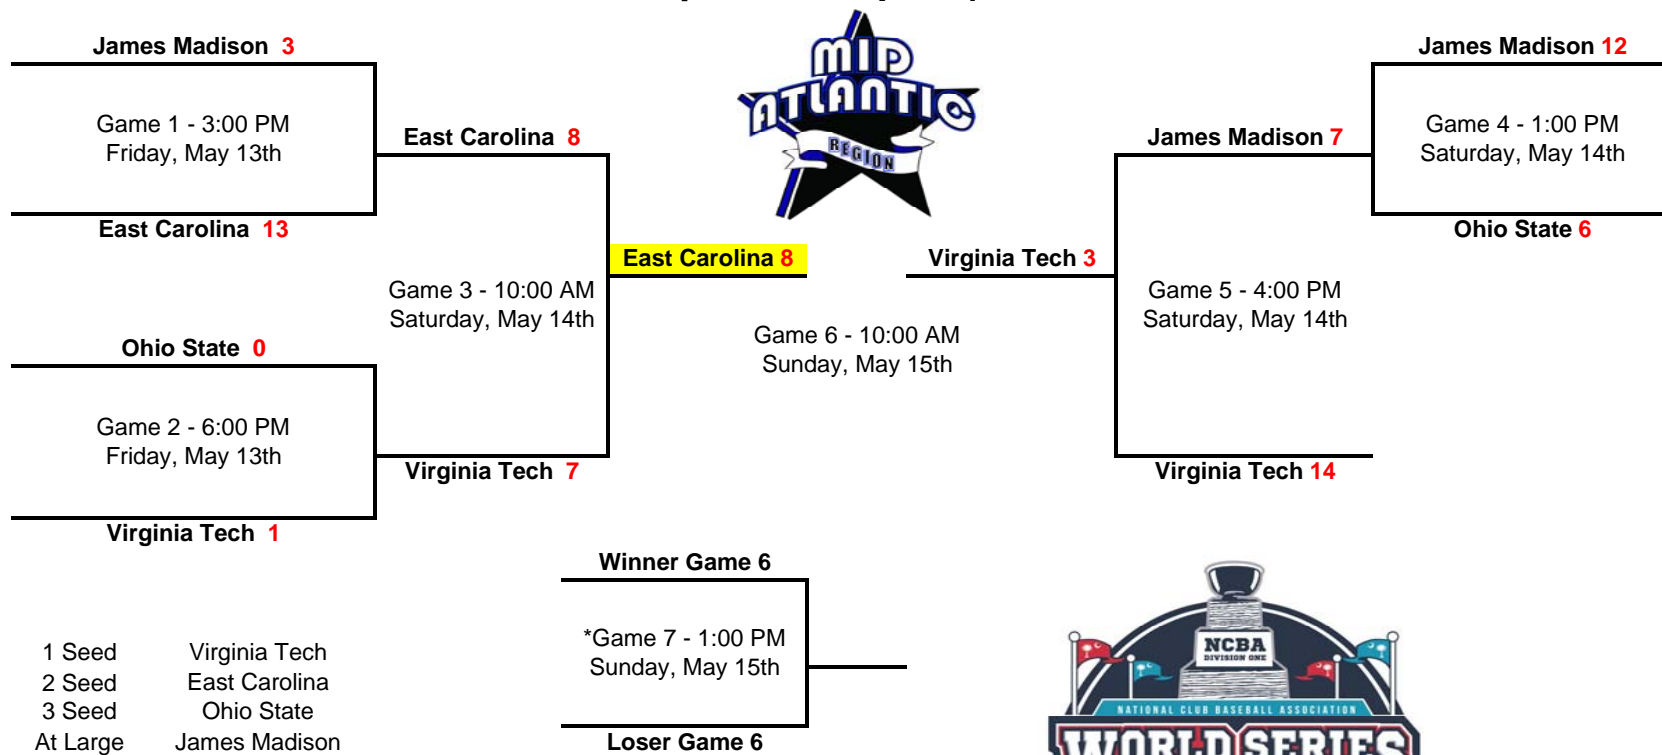 James Madison 3
Game 1 - 3:00 PM
Friday, May 13th
East Carolina 13
East Carolina 8
Game 3 - 10:00 AM
Saturday, May 14th
Ohio State 0
Game 2 - 6:00 PM
Friday, May 13th
Virginia Tech 1
Virginia Tech 7
MID
ATLANTIC
REGION
East Carolina 8
Virginia Tech 3
Game 6 - 10:00 AM
Sunday, May 15th
James Madison 12
Game 4 - 1:00 PM
Saturday, May 14th
Ohio State 6
James Madison 7
Game 5 - 4:00 PM
Saturday, May 14th
Virginia Tech 14
Winner Game 6
*Game 7 - 1:00 PM
Sunday, May 15th
Loser Game 6
1 Seed Virginia Tech
2 Seed East Carolina
3 Seed Ohio State
At Large James Madison
NCBA
DIVISION ONE
NATIONAL CLUB BASEBALL ASSOCIATION
WORLD SERIES